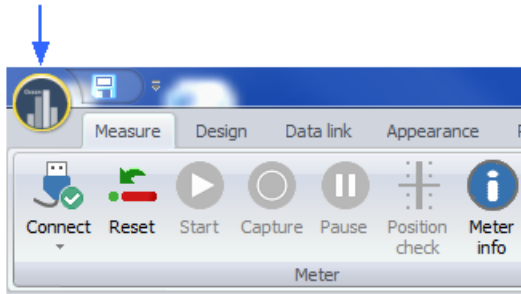 Measure Design Data link Appearance
Connect Reset Start Capture Pause Position check Meter info
Meter